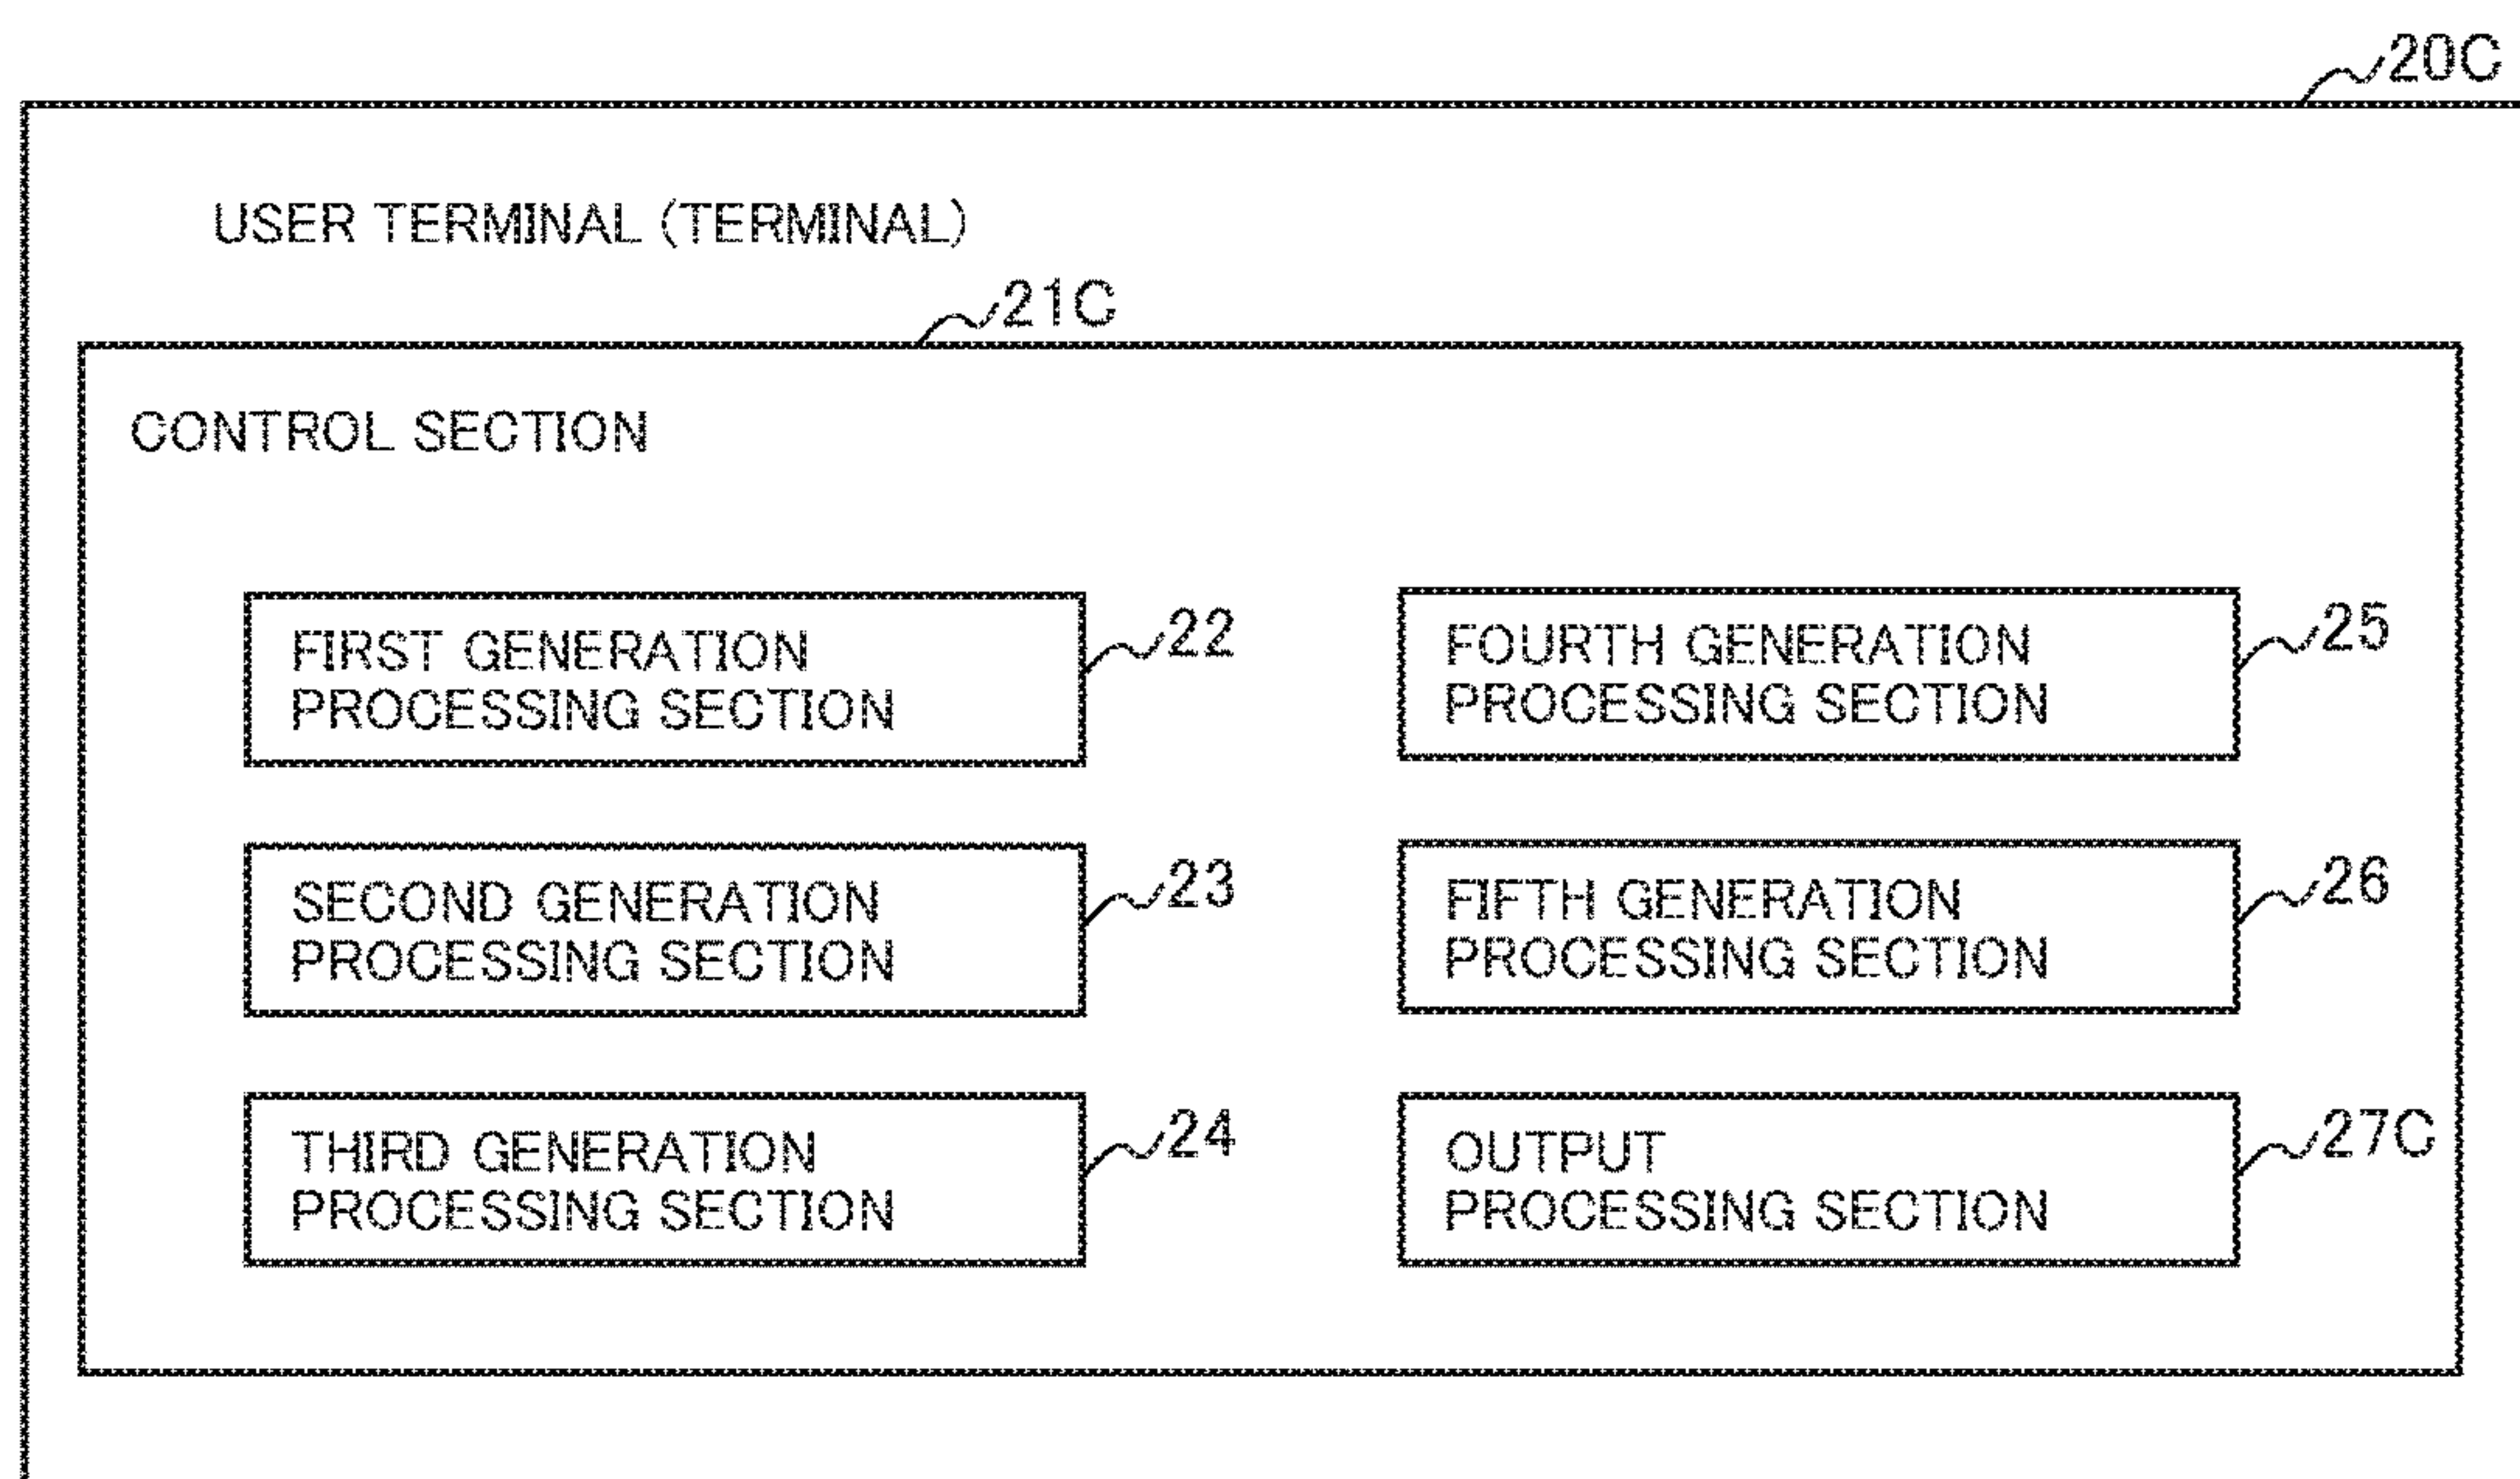 20C
USER TERMINAL (TERMINAL)
21C
CONTROL SECTION
FIRST GENERATION
PROCESSING SECTION
22
SECOND GENERATION
PROCESSING SECTION
23
THIRD GENERATION
PROCESSING SECTION
24
FOURTH GENERATION
PROCESSING SECTION
25
FIFTH GENERATION
PROCESSING SECTION
26
OUTPUT
PROCESSING SECTION
27C